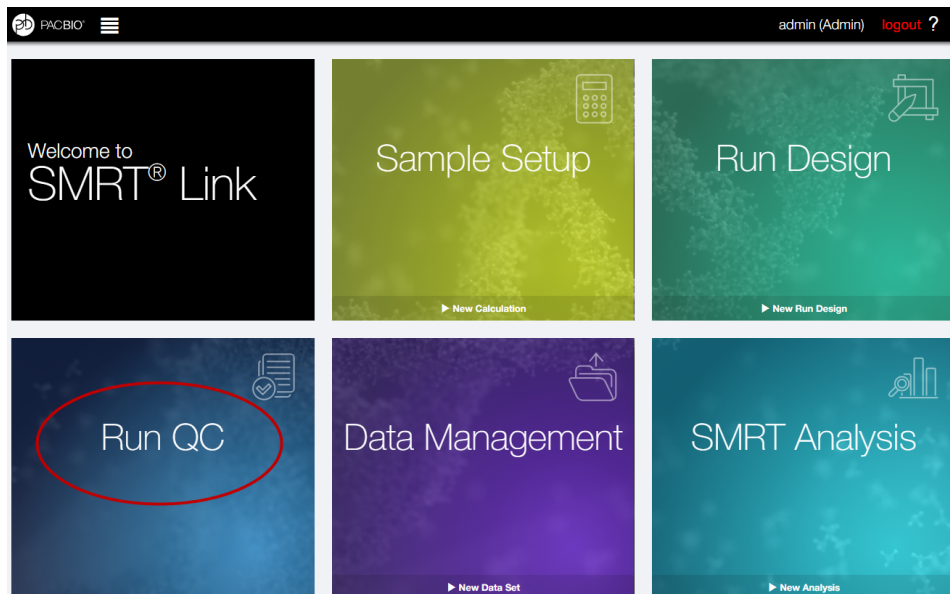 PACBIO®
admin (Admin) logout ?
Welcome to
SMRT® Link
Sample Setup
▶ New Calculation
Run Design
▶ New Run Design
Run QC
Data Management
▶ New Data Set
SMRT Analysis
▶ New Analysis